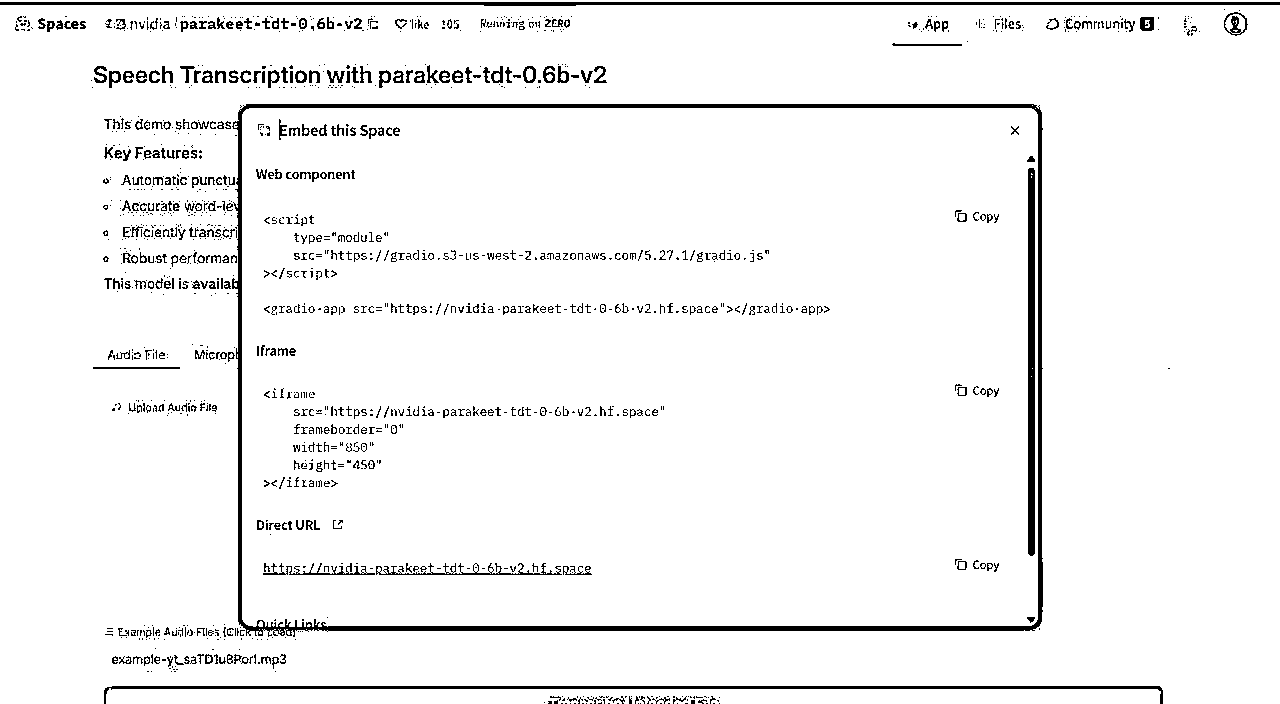 Spaces nvidia / parakeet-tdt-0.6b-v2 like Running on ZERO App Files Community 5
Speech Transcription with parakeet-tdt-0.6b-v2
This demo showcase
Key Features:
Automatic punctu
Accurate word-lev
Efficiently transcri
Robust performan
This model is availab
Audio File Microph
Upload Audio File
Embed this Space
Web component
<script
type="module"
src="https://gradio.s3-us-west-2.amazonaws.com/5.27.1/gradio.js"
></script>
Copy
<gradio-app src="https://nvidia-parakeet-tdt-0-6b-v2.hf.space"></gradio-app>
Iframe
<iframe
src="https://nvidia-parakeet-tdt-0-6b-v2.hf.space"
frameborder="0"
width="850"
height="450"
></iframe>
Copy
Direct URL
https://nvidia-parakeet-tdt-0-6b-v2.hf.space
Copy
Quick Links
Example Audio Files (Click to Load)